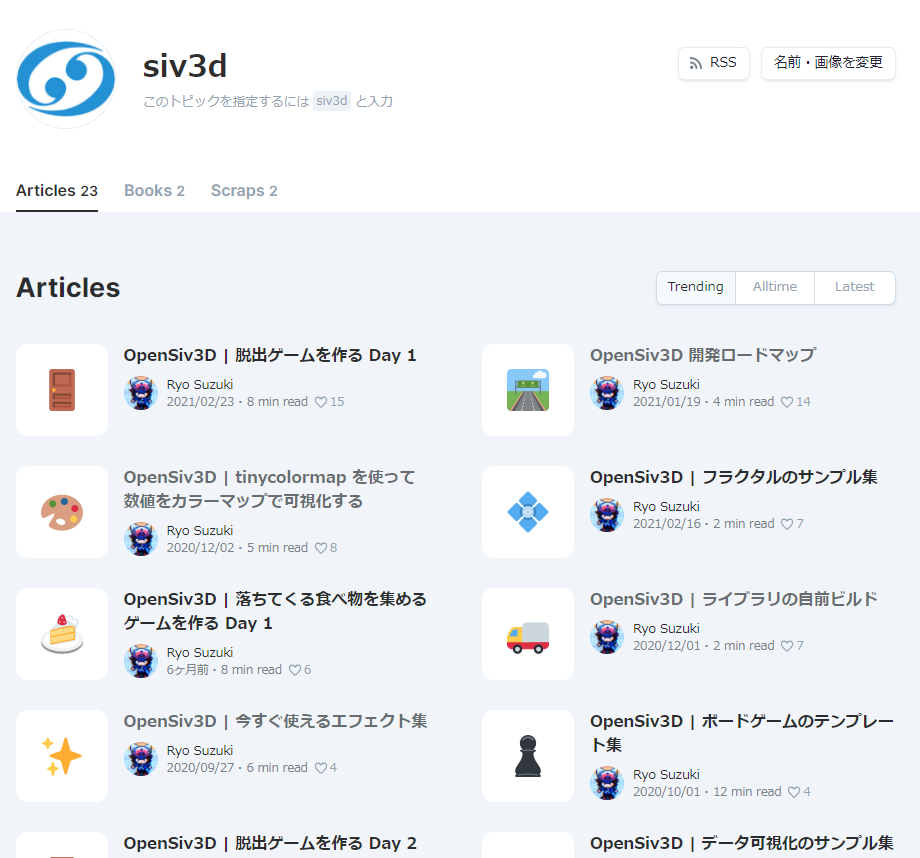 siv3d
このトピックを指定するには siv3d と入力
RSS
名前・画像を変更
Articles 23
Books 2
Scraps 2
Articles
Trending
Alltime
Latest
OpenSiv3D | 脱出ゲームを作る Day 1
Ryo Suzuki
2021/02/23・8 min read ♡ 15
OpenSiv3D 開発ロードマップ
Ryo Suzuki
2021/01/19・4 min read ♡ 14
OpenSiv3D | tinycolormap を使って
数値をカラーマップで可視化する
Ryo Suzuki
2020/12/02・5 min read ♡ 8
OpenSiv3D | フラクタルのサンプル集
Ryo Suzuki
2021/02/16・2 min read ♡ 7
OpenSiv3D | 落ちてくる食べ物を集める
ゲームを作る Day 1
Ryo Suzuki
6ヶ月前・8 min read ♡ 6
OpenSiv3D | ライブラリの自前ビルド
Ryo Suzuki
2020/12/01・2 min read ♡ 7
OpenSiv3D | 今すぐ使えるエフェクト集
Ryo Suzuki
2020/09/27・6 min read ♡ 4
OpenSiv3D | ボードゲームのテンプレー
ト集
Ryo Suzuki
2020/10/01・12 min read ♡ 4
OpenSiv3D | 脱出ゲームを作る Day 2
OpenSiv3D | データ可視化のサンプル集